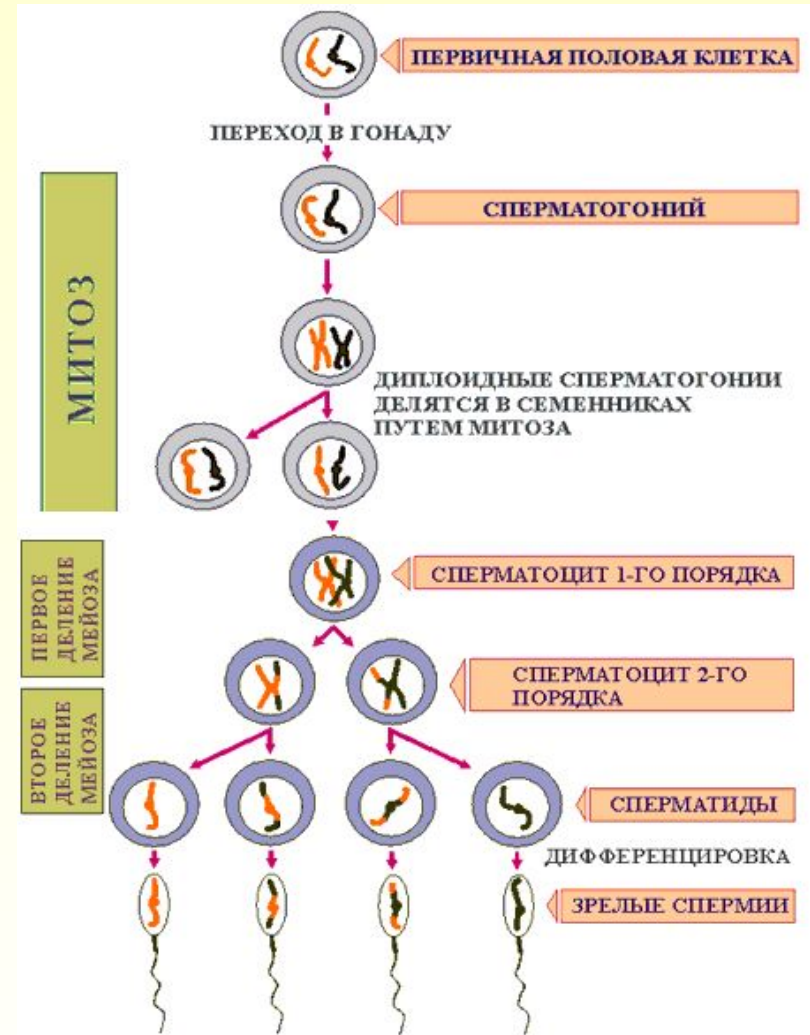 ПЕРВИЧНАЯ ПОЛОВАЯ КЛЕТКА
ПЕРЕХОД В ГОНАДУ
СПЕРМАТОГОНИЙ
МИТОЗ
ДИПЛОИДНЫЕ СПЕРМАТОГОНИИ
ДЕЛЯТСЯ В СЕМЕННИКАХ
ПУТЕМ МИТОЗА
ПЕРВОЕ
ДЕЛЕНИЕ
МЕЙОЗА
СПЕРМАТОЦИТ 1-ГО ПОРЯДКА
СПЕРМАТОЦИТ 2-ГО
ПОРЯДКА
ВТОРОЕ
ДЕЛЕНИЕ
МЕЙОЗА
СПЕРМАТИДЫ
ДИФФЕРЕНЦИРОВКА
ЗРЕЛЫЕ СПЕРМИИ